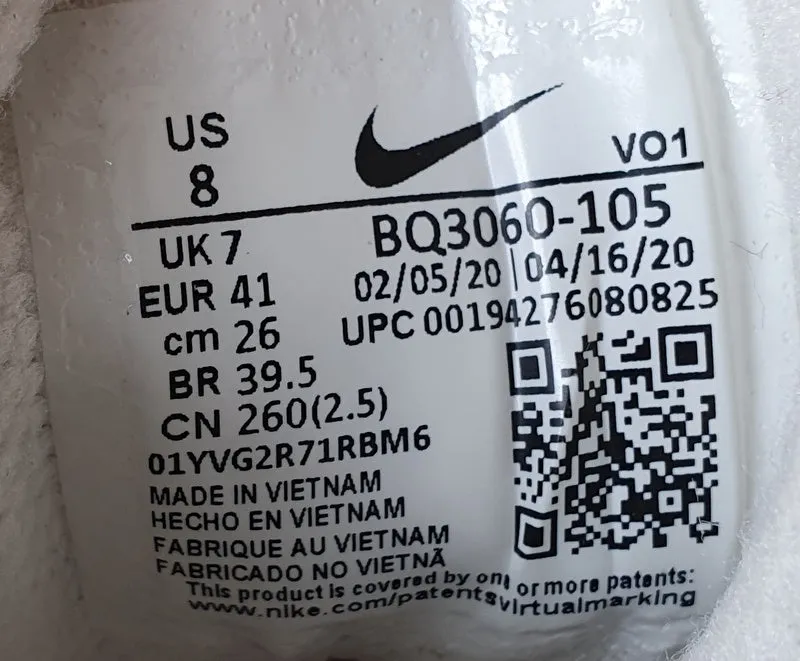 US
8
VO1
UK 7
BQ3060-105
EUR 41
02/05/20 | 04/16/20
cm 26
UPC 00194276080825
BR 39.5
CN 260(2.5)
01YVG2R71RBM6
MADE IN VIETNAM
HECHO EN VIETNAM
FABRIQUE AU VIETNAM
FABRICADO NO VIETNÃ
This product is covered by one or more patents:
www.nike.com/patentsvirtualmarking